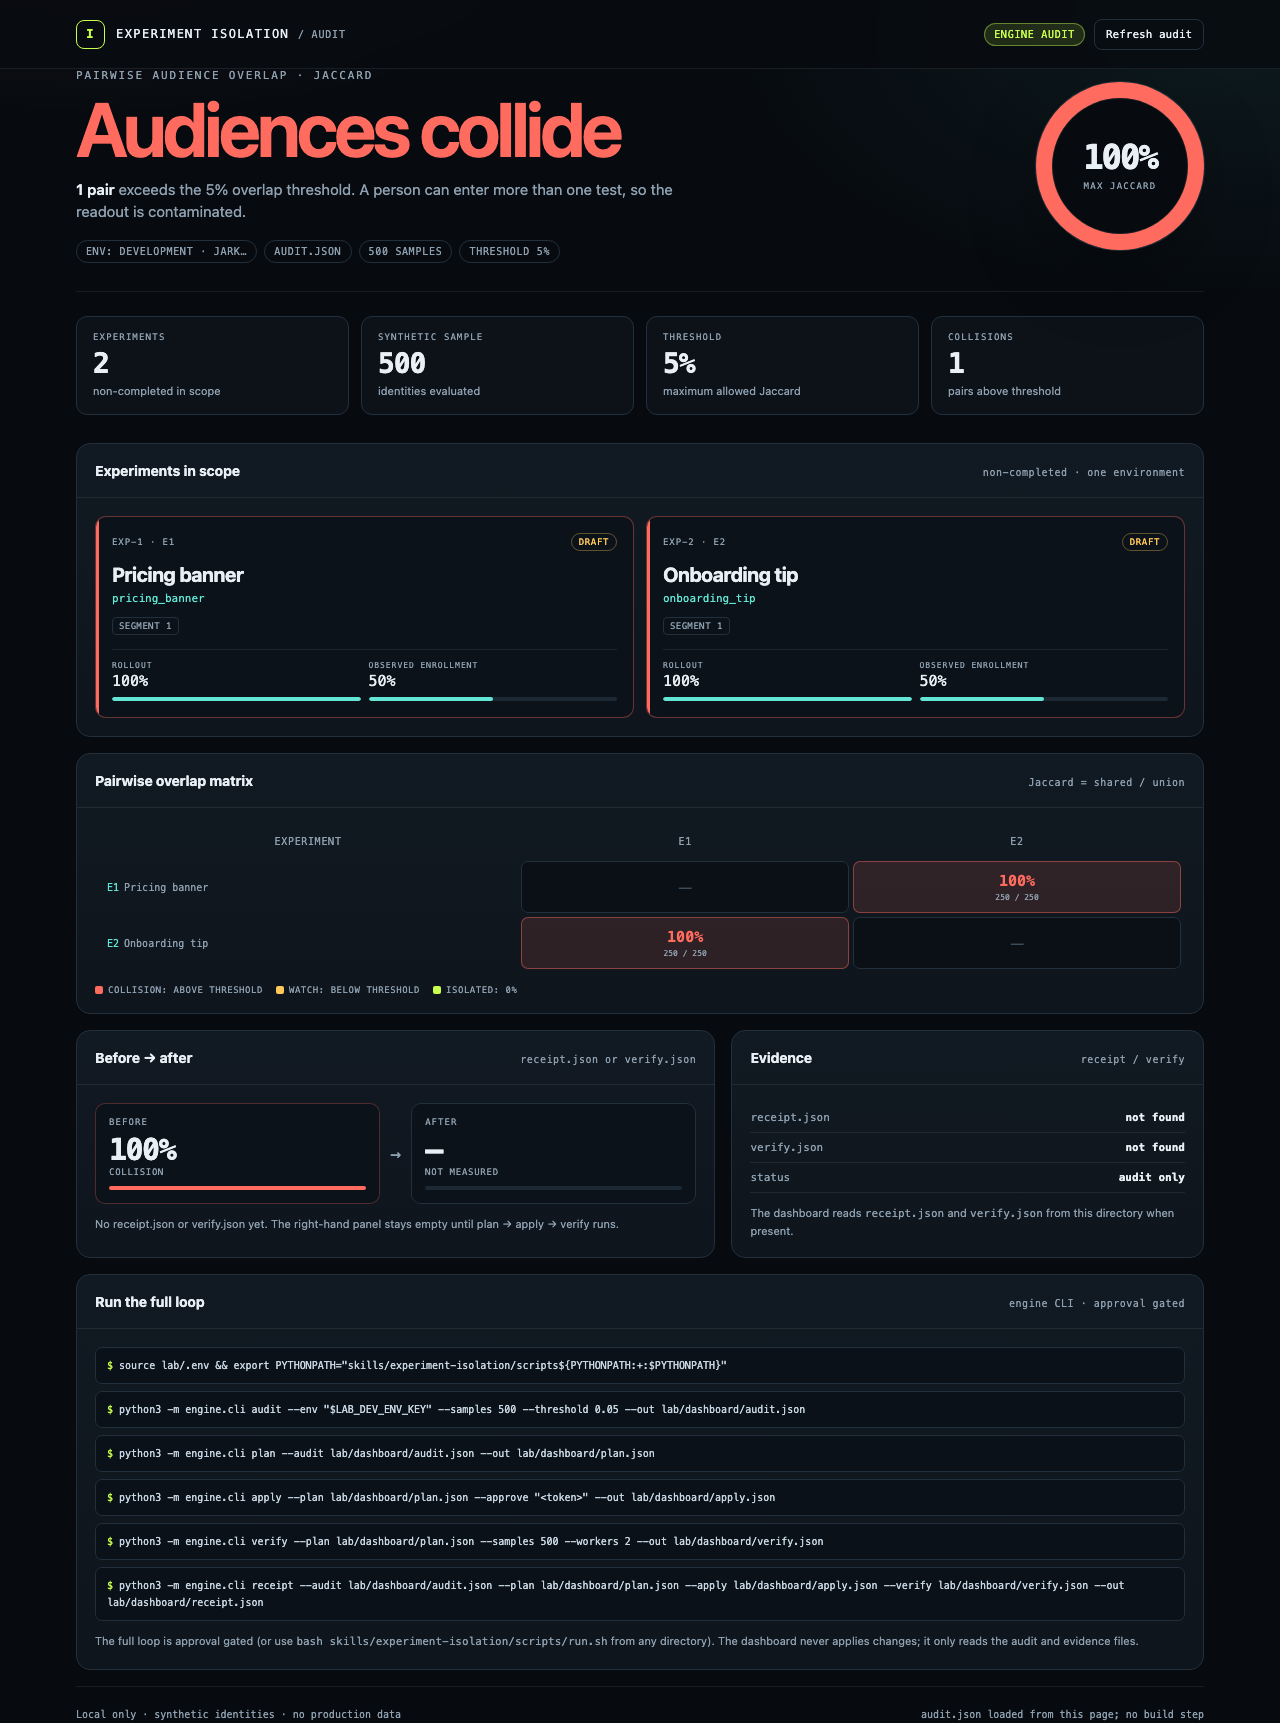 I EXPERIMENT ISOLATION / AUDIT
ENGINE AUDIT
Refresh audit
PAIRWISE AUDIENCE OVERLAP · JACCARD
Audiences collide
1 pair exceeds the 5% overlap threshold. A person can enter more than one test, so the
readout is contaminated.
ENV: DEVELOPMENT · JARK…
AUDIT.JSON
500 SAMPLES
THRESHOLD 5%
100%
MAX JACCARD
EXPERIMENTS
2
non-completed in scope
SYNTHETIC SAMPLE
500
identities evaluated
THRESHOLD
5%
maximum allowed Jaccard
COLLISIONS
1
pairs above threshold
Experiments in scope
non-completed · one environment
EXP-1 · E1
DRAFT
Pricing banner
pricing_banner
SEGMENT 1
ROLLOUT
100%
OBSERVED ENROLLMENT
50%
EXP-2 · E2
DRAFT
Onboarding tip
onboarding_tip
SEGMENT 1
ROLLOUT
100%
OBSERVED ENROLLMENT
50%
Pairwise overlap matrix
Jaccard = shared / union
EXPERIMENT
E1
E2
E1 Pricing banner
—
100%
250 / 250
E2 Onboarding tip
100%
250 / 250
—
COLLISION: ABOVE THRESHOLD
WATCH: BELOW THRESHOLD
ISOLATED: 0%
Before → after
receipt.json or verify.json
BEFORE
100%
COLLISION
→
AFTER
—
NOT MEASURED
No receipt.json or verify.json yet. The right-hand panel stays empty until plan → apply → verify runs.
Evidence
receipt / verify
receipt.json not found
verify.json not found
status audit only
The dashboard reads receipt.json and verify.json from this directory when
present.
Run the full loop
engine CLI · approval gated
$ source lab/.env && export PYTHONPATH="skills/experiment-isolation/scripts${PYTHONPATH:+:$PYTHONPATH}"
$ python3 -m engine.cli audit --env "$LAB_DEV_ENV_KEY" --samples 500 --threshold 0.05 --out lab/dashboard/audit.json
$ python3 -m engine.cli plan --audit lab/dashboard/audit.json --out lab/dashboard/plan.json
$ python3 -m engine.cli apply --plan lab/dashboard/plan.json --approve "<token>" --out lab/dashboard/apply.json
$ python3 -m engine.cli verify --plan lab/dashboard/plan.json --samples 500 --workers 2 --out lab/dashboard/verify.json
$ python3 -m engine.cli receipt --audit lab/dashboard/audit.json --plan lab/dashboard/plan.json --apply lab/dashboard/apply.json --verify lab/dashboard/verify.json --out
lab/dashboard/receipt.json
The full loop is approval gated (or use bash skills/experiment-isolation/scripts/run.sh from any directory). The dashboard never applies changes; it only reads the audit and evidence files.
Local only · synthetic identities · no production data
audit.json loaded from this page; no build step